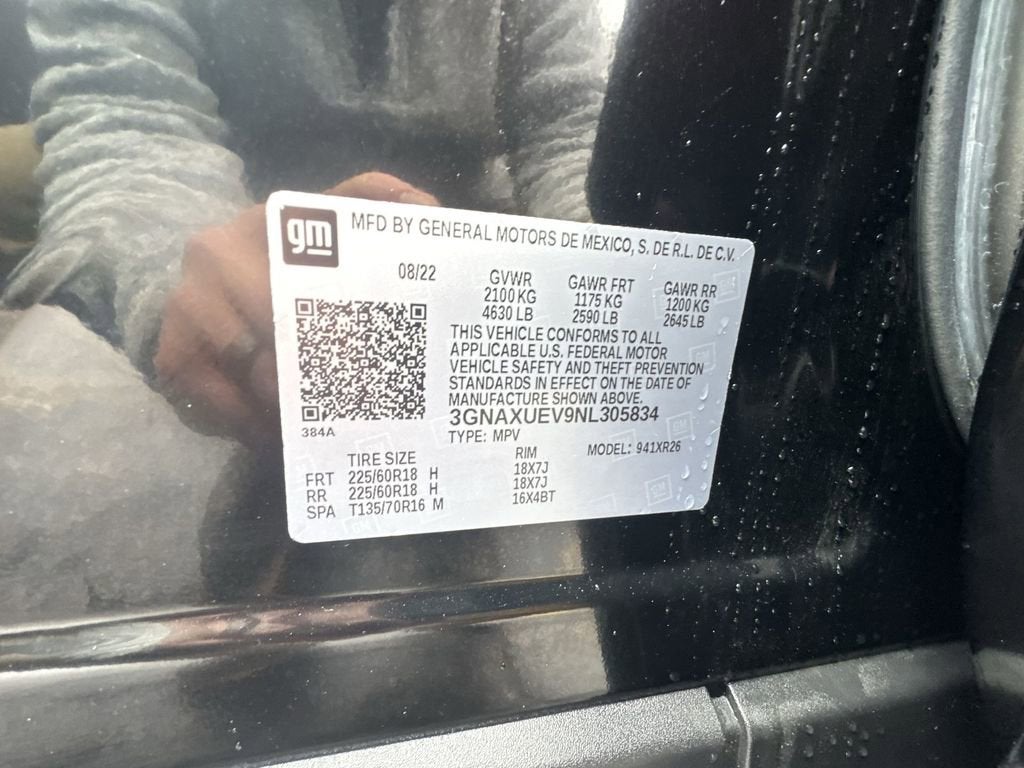 gm MFD BY GENERAL MOTORS DE MEXICO, S. DE R.L. DE C.V.
08/22 GVWR GAWR FRT GAWR RR
2100 KG 1175 KG 1200 KG
4630 LB 2590 LB 2645 LB
THIS VEHICLE CONFORMS TO ALL
APPLICABLE U.S. FEDERAL MOTOR
VEHICLE SAFETY AND THEFT PREVENTION
STANDARDS IN EFFECT ON THE DATE OF
MANUFACTURE SHOWN ABOVE.
3GNAXUEV9NL305834
384A
TYPE: MPV MODEL: 941XR26
TIRE SIZE RIM
FRT 225/60R18 H 18X7J
RR 225/60R18 H 18X7J
SPA T135/70R16 M 16X4BT